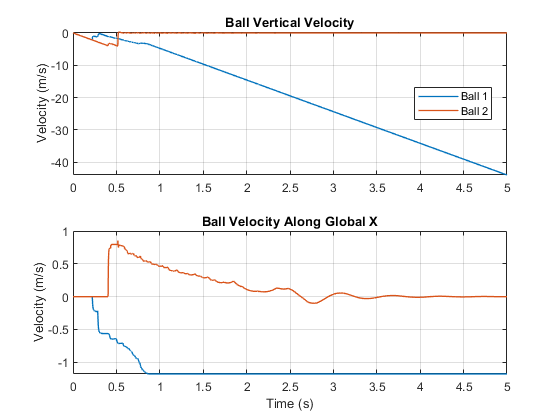 Ball Vertical Velocity
Velocity (m/s)
0
-10
-20
-30
-40
Ball 1
Ball 2
0 0.5 1 1.5 2 2.5 3 3.5 4 4.5 5
Ball Velocity Along Global X
Velocity (m/s)
1
0.5
0
-0.5
-1
0 0.5 1 1.5 2 2.5 3 3.5 4 4.5 5
Time (s)